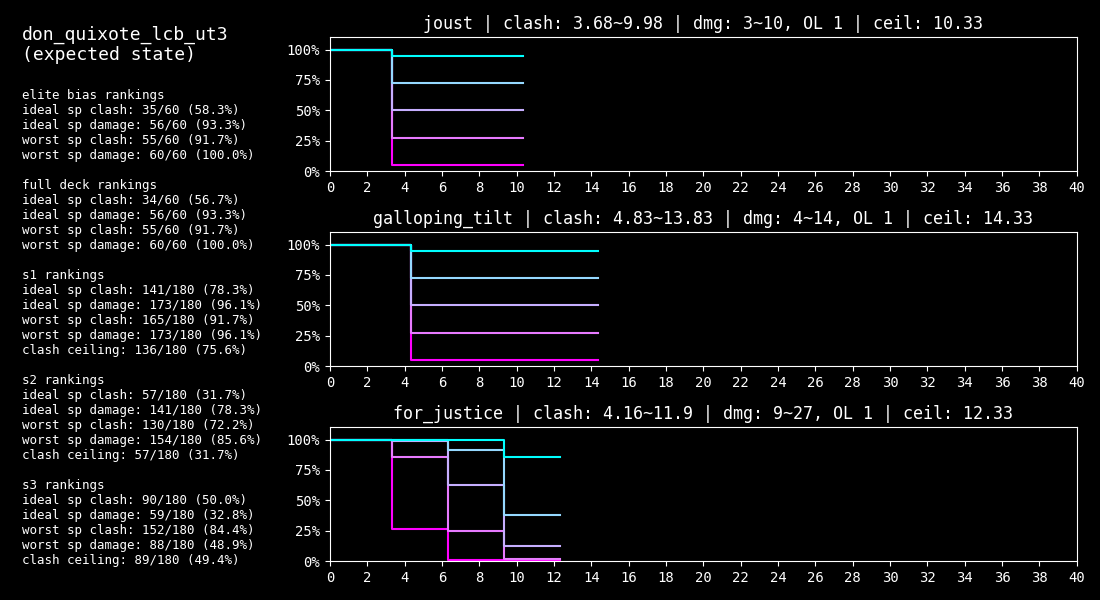 don_quixote_lcb_ut3
(expected state)
elite bias rankings
ideal sp clash: 35/60 (58.3%)
ideal sp damage: 56/60 (93.3%)
worst sp clash: 55/60 (91.7%)
worst sp damage: 60/60 (100.0%)
full deck rankings
ideal sp clash: 34/60 (56.7%)
ideal sp damage: 56/60 (93.3%)
worst sp clash: 55/60 (91.7%)
worst sp damage: 60/60 (100.0%)
s1 rankings
ideal sp clash: 141/180 (78.3%)
ideal sp damage: 173/180 (96.1%)
worst sp clash: 165/180 (91.7%)
worst sp damage: 173/180 (96.1%)
clash ceiling: 136/180 (75.6%)
s2 rankings
ideal sp clash: 57/180 (31.7%)
ideal sp damage: 141/180 (78.3%)
worst sp clash: 130/180 (72.2%)
worst sp damage: 154/180 (85.6%)
clash ceiling: 57/180 (31.7%)
s3 rankings
ideal sp clash: 90/180 (50.0%)
ideal sp damage: 59/180 (32.8%)
worst sp clash: 152/180 (84.4%)
worst sp damage: 88/180 (48.9%)
clash ceiling: 89/180 (49.4%)
joust | clash: 3.68~9.98 | dmg: 3~10, OL 1 | ceil: 10.33
100%
75%
50%
25%
0%
0 2 4 6 8 10 12 14 16 18 20 22 24 26 28 30 32 34 36 38 40
galloping_tilt | clash: 4.83~13.83 | dmg: 4~14, OL 1 | ceil: 14.33
100%
75%
50%
25%
0%
0 2 4 6 8 10 12 14 16 18 20 22 24 26 28 30 32 34 36 38 40
for_justice | clash: 4.16~11.9 | dmg: 9~27, OL 1 | ceil: 12.33
100%
75%
50%
25%
0%
0 2 4 6 8 10 12 14 16 18 20 22 24 26 28 30 32 34 36 38 40